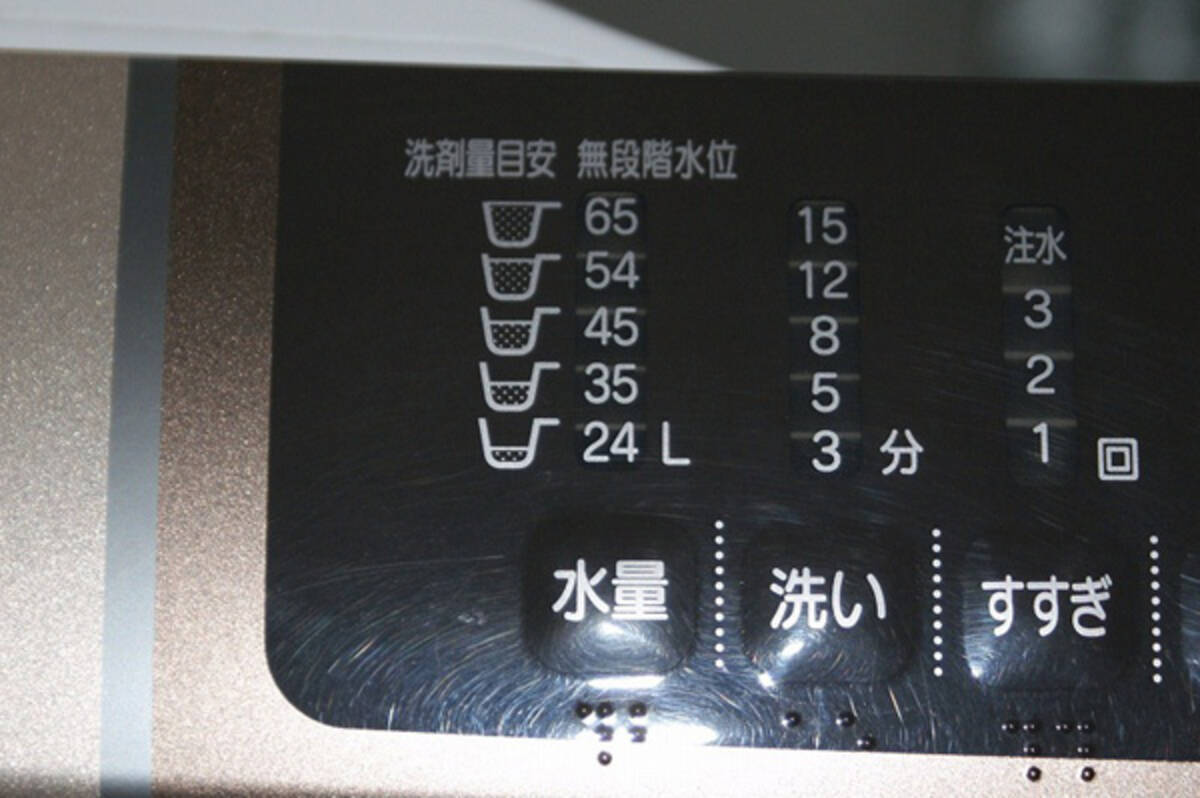 洗剤量目安 無段階水位
65 15 注水
54 12 3
45 8 2
35 5 1
24 L 3 分 回
水量 洗い すすぎ